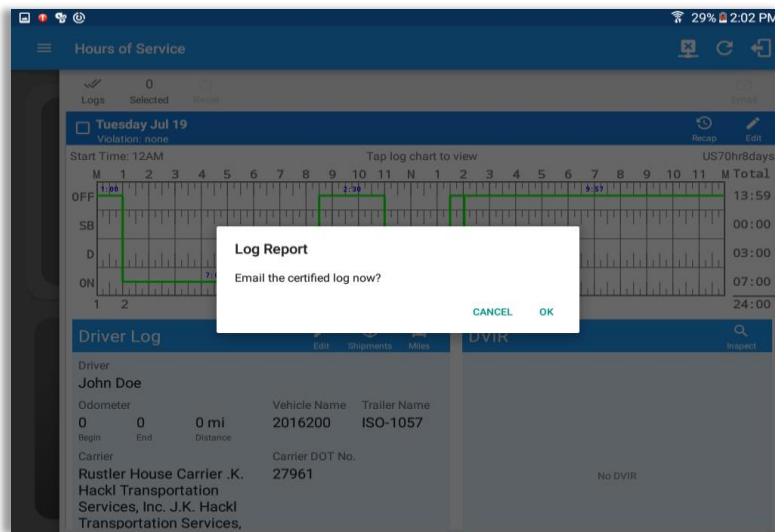 29% 2:02 PM
Hours of Service
Logs
0
Selected
Reset
Email
Tuesday Jul 19
Violation: none
Recap
Edit
Start Time: 12AM
Tap log chart to view
US70hr8days
M 1 2 3 4 5 6 7 8 9 10 11 N 1 2 3 4 5 6 7 8 9 10 11 M Total
OFF 1:00 2:30 9:57 13:59
SB 00:00
D 03:00
ON 07:00
1 2 24:00
Log Report
Email the certified log now?
CANCEL OK
Driver Log
Edit Shipments Miles
DVIR
Inspect
Driver
John Doe
Odometer Vehicle Name Trailer Name
0 0 0 mi 2016200 ISO-1057
Begin End Distance
Carrier Carrier DOT No.
Rustler House Carrier .K. 27961
Hackl Transportation
Services, Inc. J.K. Hackl
Transportation Services,
No DVIR